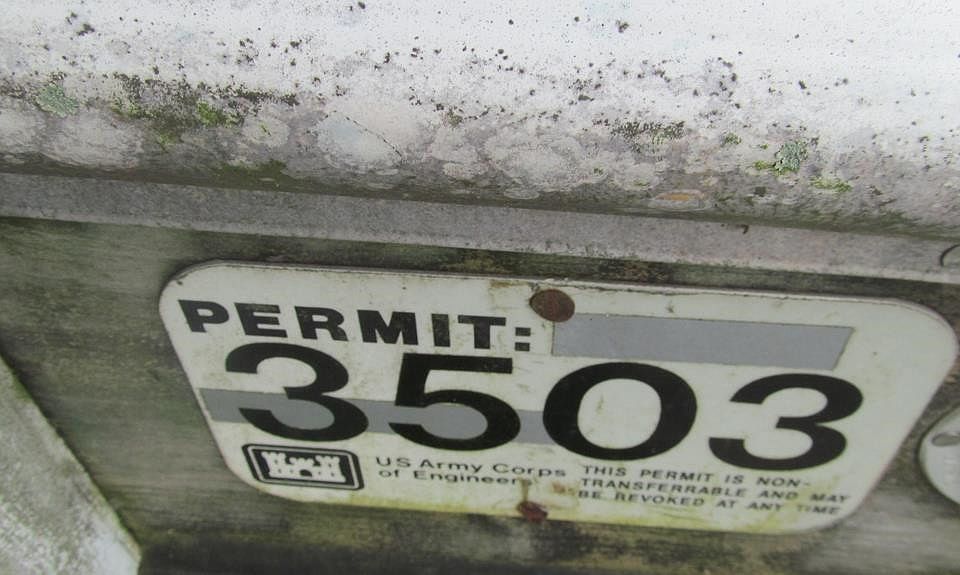 PERMIT:
3503
US Army Corps
of Engineers
THIS PERMIT IS NON-
TRANSFERRABLE AND MAY
BE REVOKED AT ANY TIME